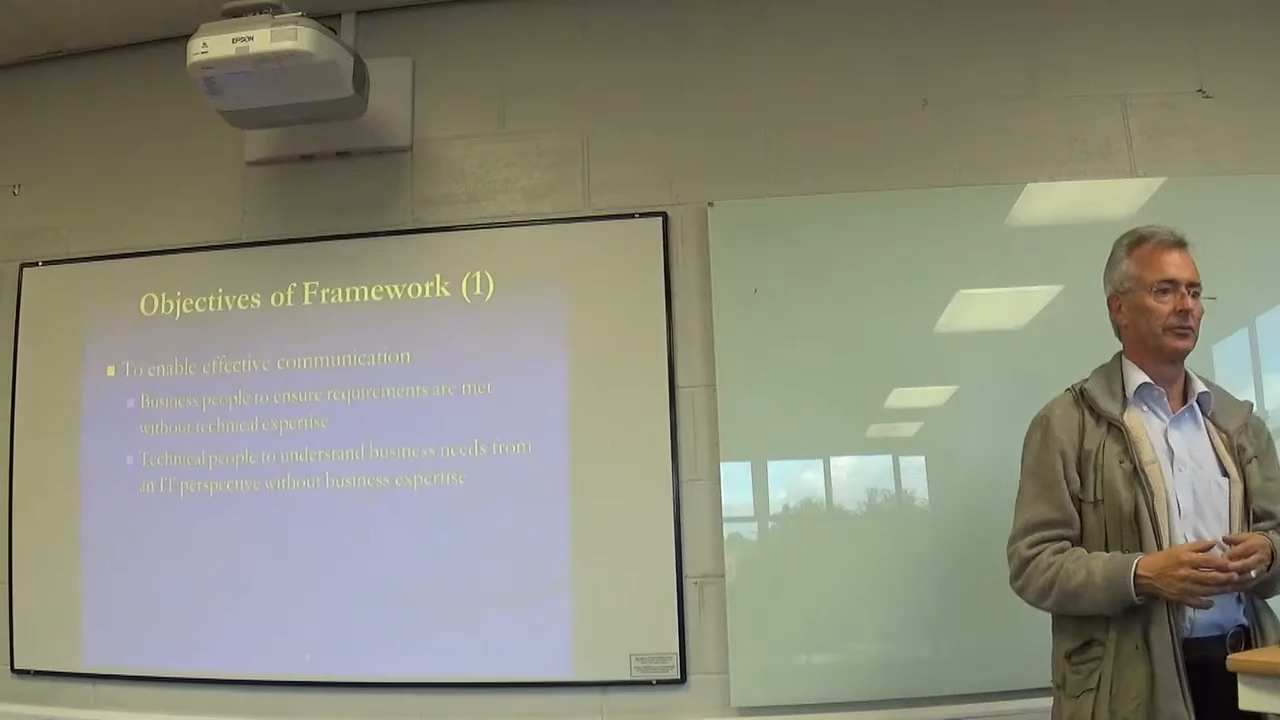 EPSON
Objectives of Framework (1)
To enable effective communication
Business people to ensure requirements are met
without technical expertise
Technical people to understand business needs from
an IT perspective without business expertise